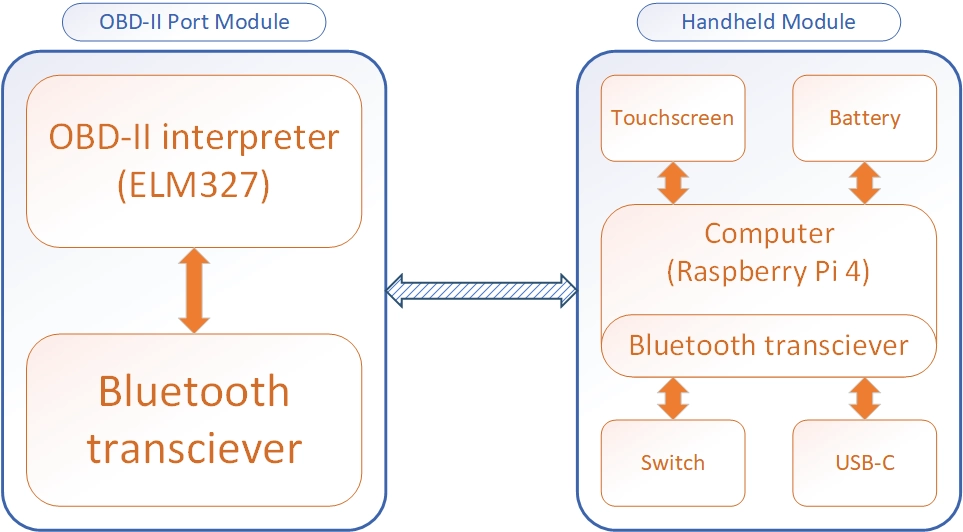 OBD-II Port Module
Handheld Module
OBD-II interpreter
(ELM327)
Bluetooth
transciever
Touchscreen
Battery
Computer
(Raspberry Pi 4)
Bluetooth transciever
Switch
USB-C